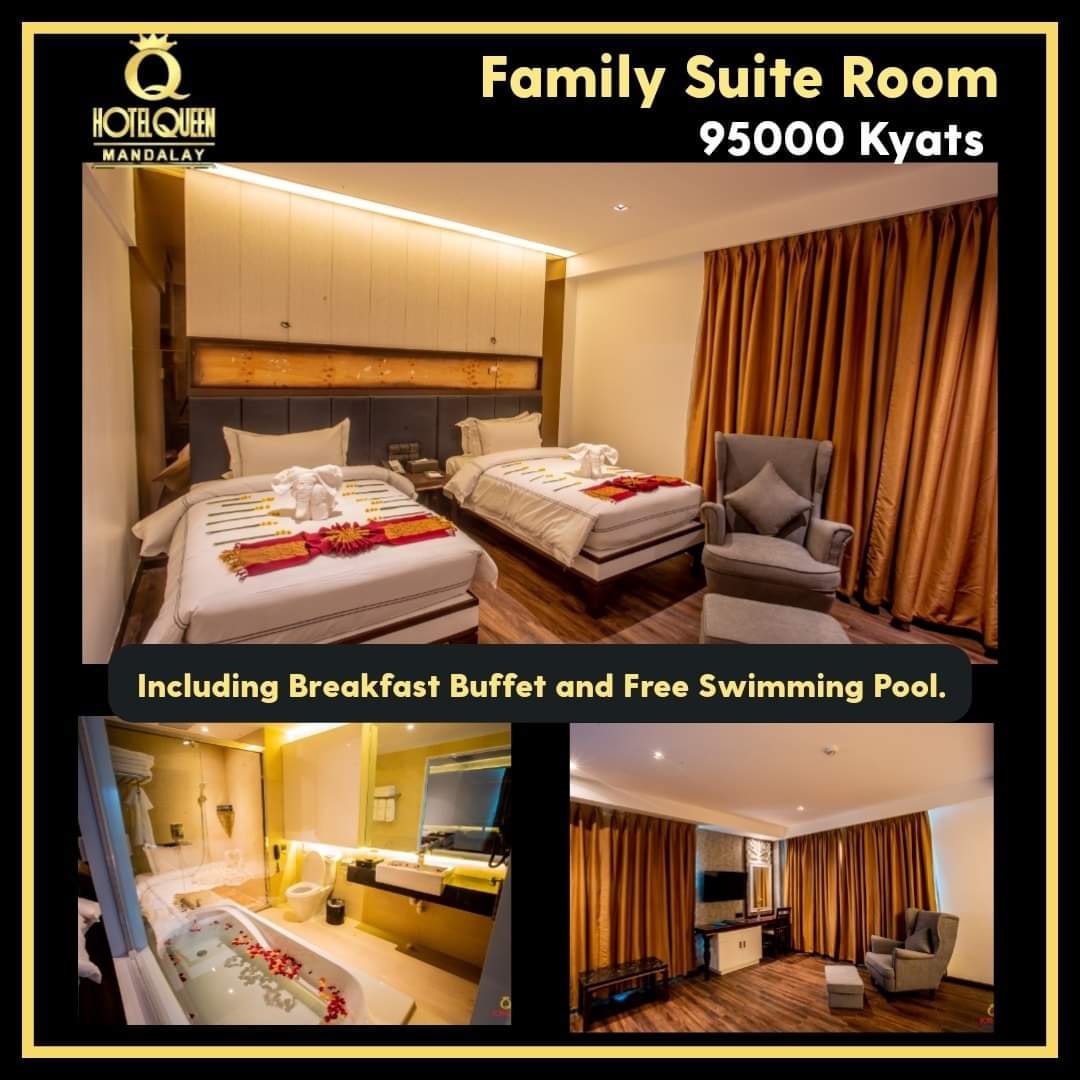 Q
HOTEL QUEEN
MANDALAY
Family Suite Room
95000 Kyats
Including Breakfast Buffet and Free Swimming Pool.